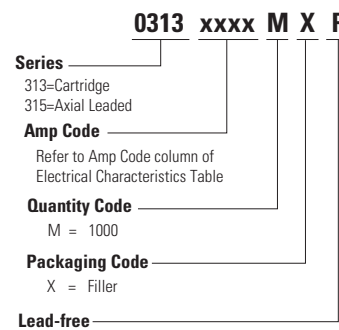 0313 xxxx M X P
Series
313=Cartridge
315=Axial Leaded
Amp Code
Refer to Amp Code column of
Electrical Characteristics Table
Quantity Code
M = 1000
Packaging Code
X = Filler
Lead-free